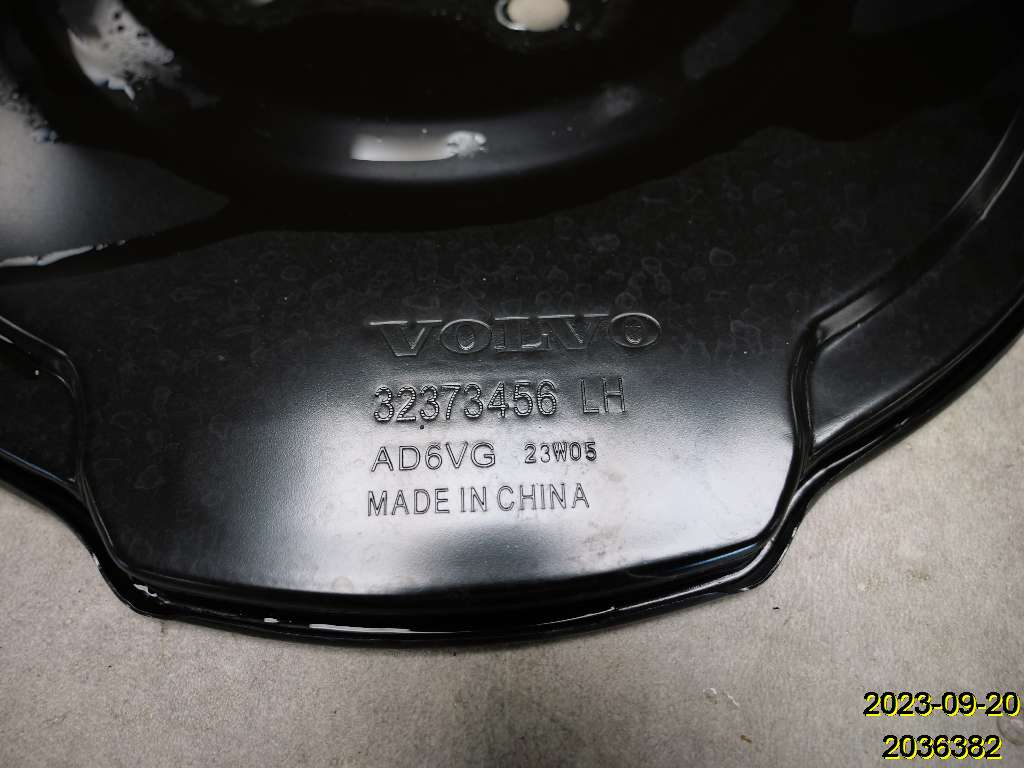 VOLVO
32373456 LH
AD6VG 23W05
MADE IN CHINA
2023-09-20
2036382